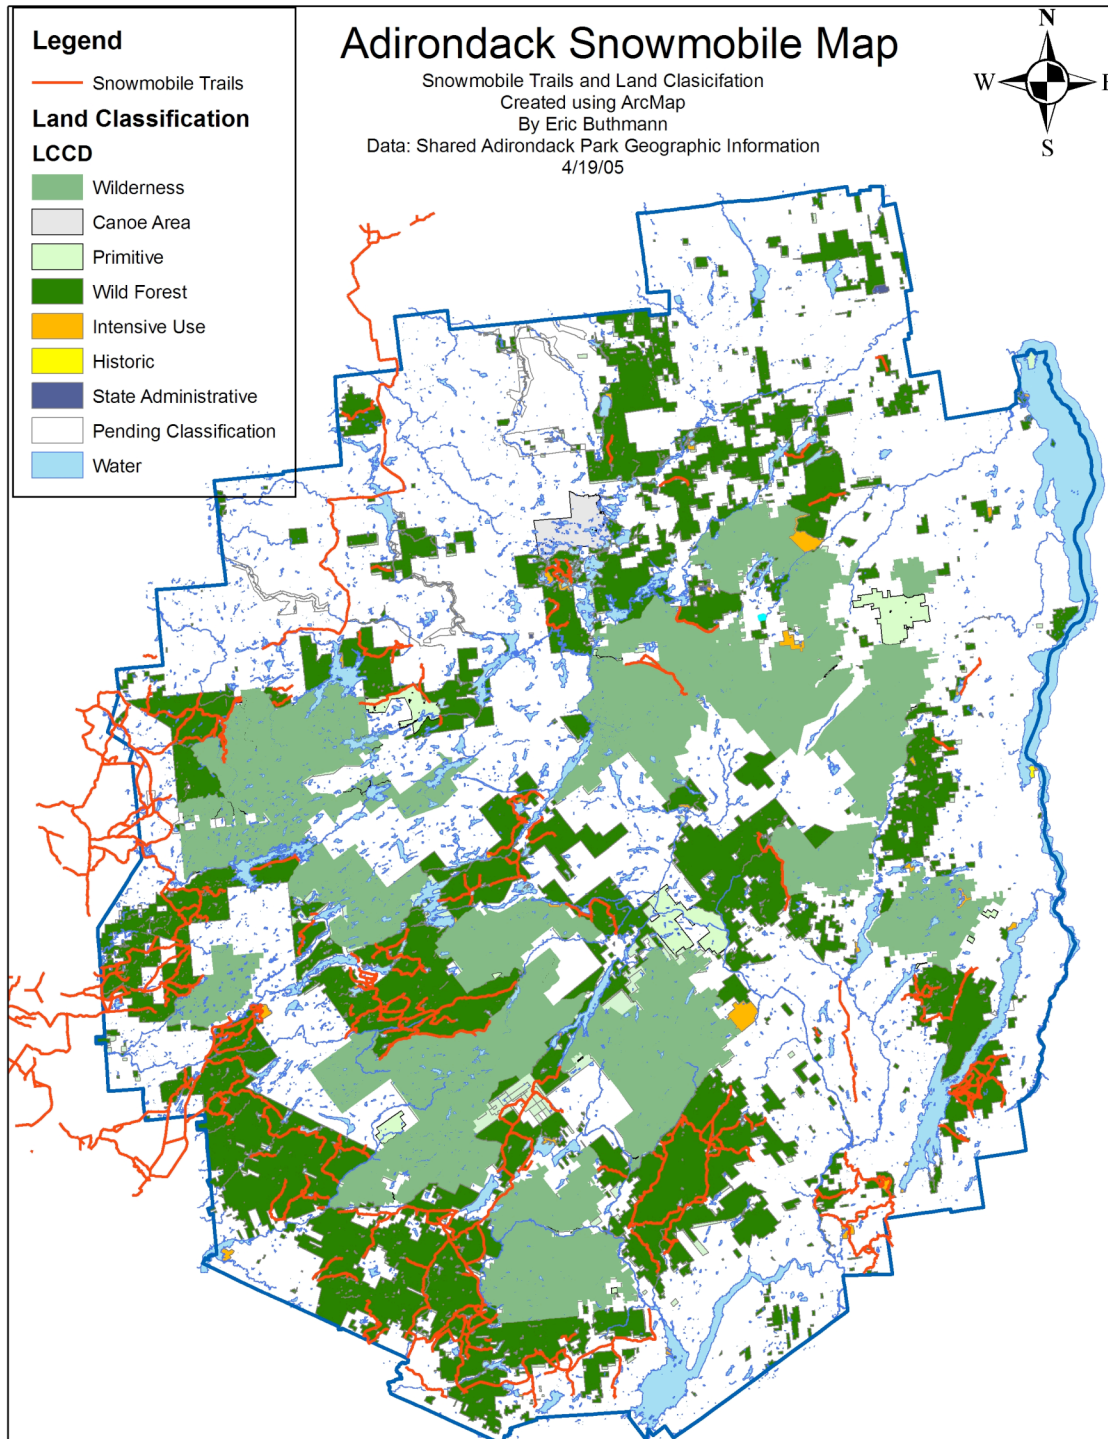 Legend
Snowmobile Trails
Land Classification
LCCD
Wilderness
Canoe Area
Primitive
Wild Forest
Intensive Use
Historic
State Administrative
Pending Classification
Water
Adirondack Snowmobile Map
Snowmobile Trails and Land Clasicifation
Created using ArcMap
By Eric Buthmann
Data: Shared Adirondack Park Geographic Information
4/19/05
N
W
E
S